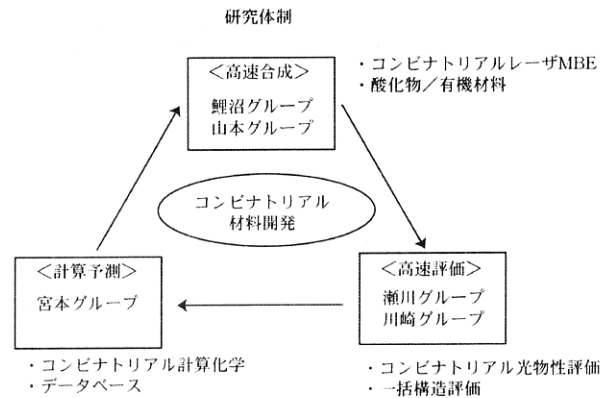 研究体制
＜高速合成＞
鯉沼グループ
山本グループ
・コンビナトリアルレーザMBE
・酸化物／有機材料
コンビナトリアル
材料開発
＜計算予測＞
宮本グループ
・コンビナトリアル計算化学
・データベース
＜高速評価＞
瀬川グループ
川崎グループ
・コンビナトリアル光物性評価
・一括構造評価